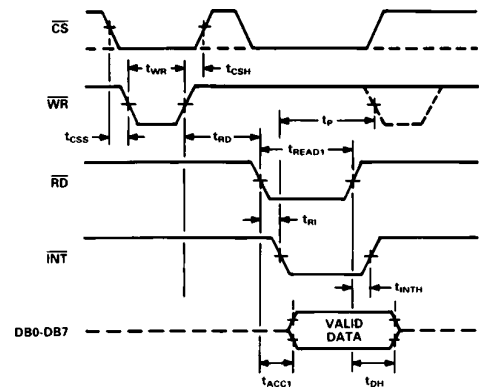 CS
tWR
tCSH
WR
tCSS
tRD
tP
tREAD1
RD
tRI
INT
tINTH
DB0-DB7
VALID
DATA
tACC1
tDH